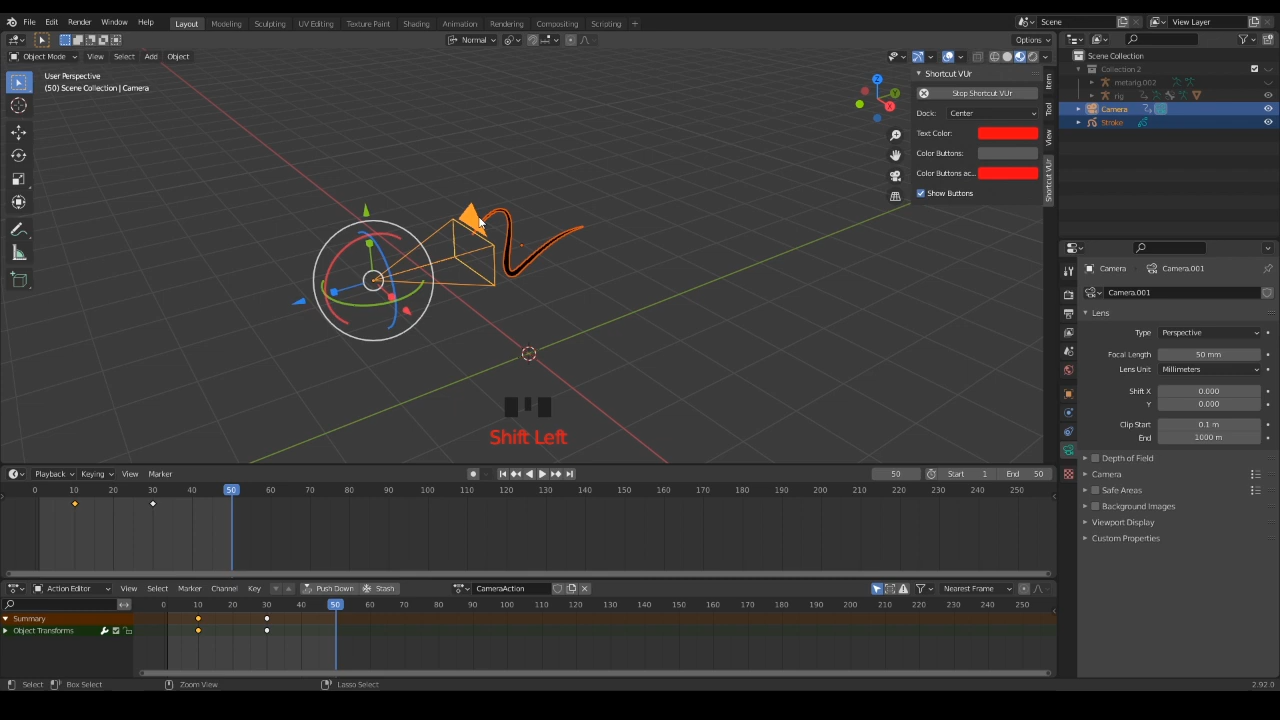 File Edit Render Window Help Layout Modeling Sculpting UV Editing Texture Paint Shading Animation Rendering Compositing Scripting + Scene View Layer
Normal Options
Object Mode View Select Add Object
User Perspective
(50) Scene Collection | Camera
Z
Y
X
Shortcut VUr
Stop Shortcut VUr
Dock: Center
Text Color:
Color Buttons:
Color Buttons ac...
Show Buttons
Item
Tool
View
Shortcut VUr
Scene Collection
Collection 2
metarig.002
rig
Camera
Stroke
Camera Camera.001
Camera.001
Lens
Type Perspective
Focal Length 50 mm
Lens Unit Millimeters
Shift X 0.000
Y 0.000
Clip Start 0.1 m
End 1000 m
Depth of Field
Camera
Safe Areas
Background Images
Viewport Display
Custom Properties
Shift Left
Playback Keying View Marker 50 Start 1 End 50
0 10 20 30 50 60 70 80 90 100 110 120 130 140 150 160 170 180 190 200 210 220 230 240 250
Action Editor View Select Marker Channel Key Push Down Stash CameraAction Nearest Frame
0 10 20 30 50 60 70 80 90 100 110 120 130 140 150 160 170 180 190 200 210 220 230 240 250
Summary
Object Transforms
Select Box Select Zoom View Lasso Select 2.92.0